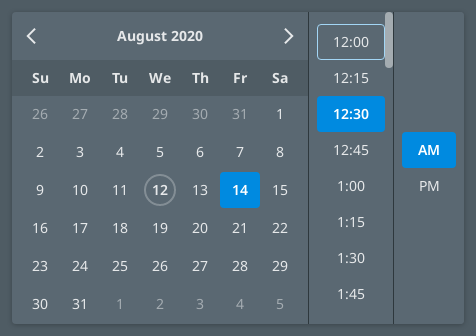 August 2020
Su Mo Tu We Th Fr Sa
26 27 28 29 30 31 1
2 3 4 5 6 7 8
9 10 11 12 13 14 15
16 17 18 19 20 21 22
23 24 25 26 27 28 29
30 31 1 2 3 4 5
12:00
12:15
12:30
12:45
1:00
1:15
1:30
1:45
AM
PM